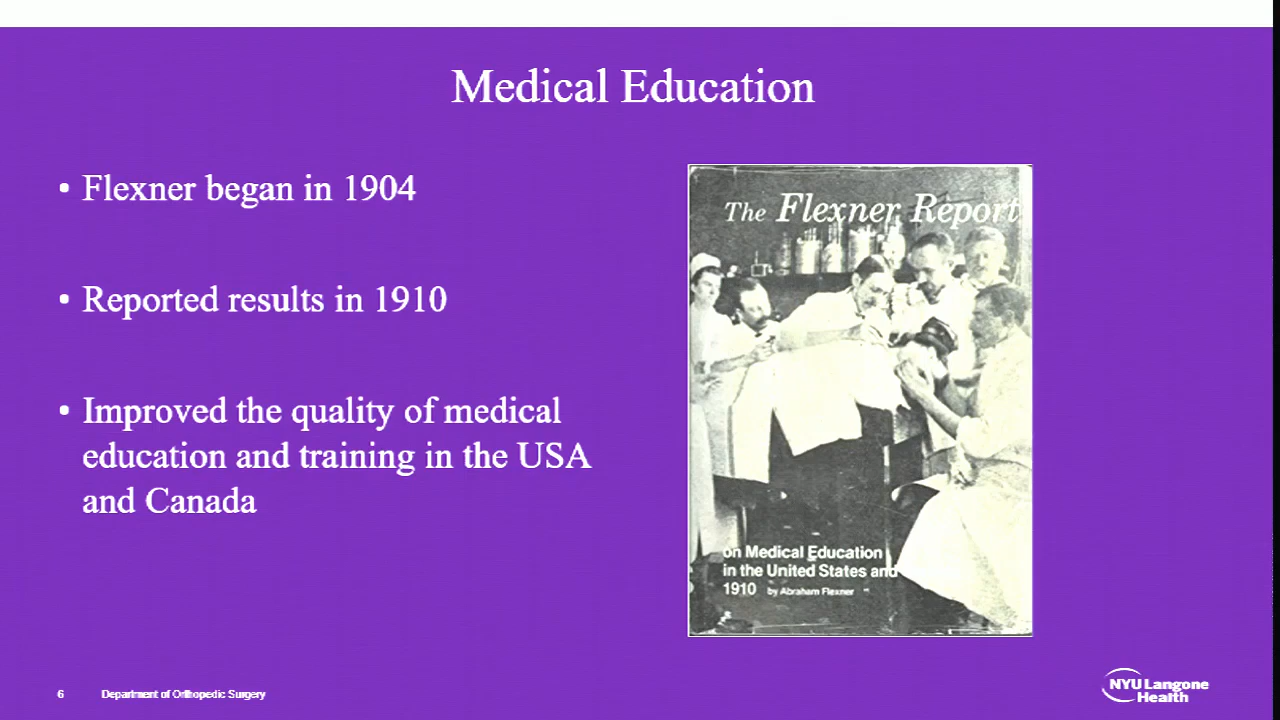 Medical Education
• Flexner began in 1904
• Reported results in 1910
• Improved the quality of medical
education and training in the USA
and Canada
The Flexner Report
on Medical Education
in the United States and
1910 by Abraham Flexner
6 Department of Orthopedic Surgery
NYU Langone
Health